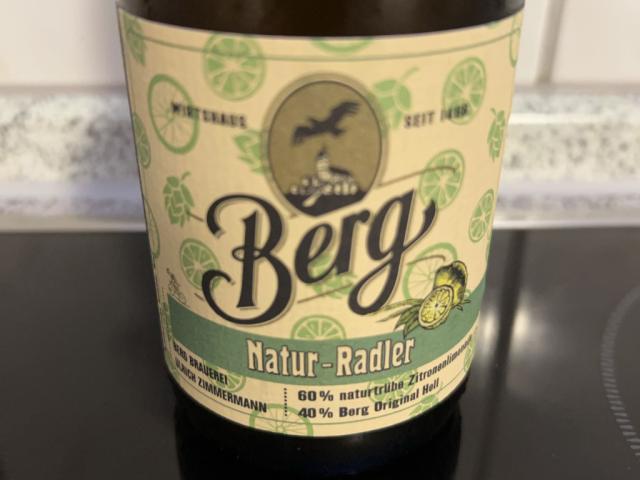 WIRTSHAUS SEIT 1466
Berg
Natur-Radler
BERG BRAUEREI
ULRICH ZIMMERMANN
60% naturtrübe Zitronenlimonade
40% Berg Original Hell